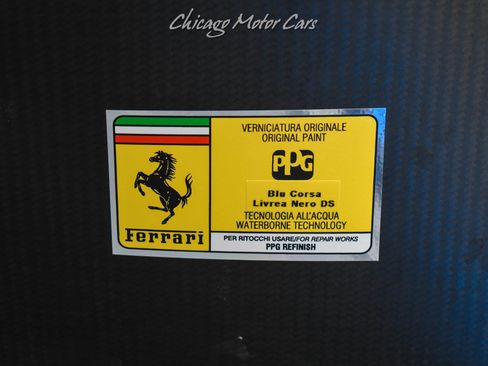 Chicago Motor Cars
VERNICIATURA ORIGINALE
ORIGINAL PAINT
PPG
Blu Corsa
Livrea Nero DS
TECNOLOGIA ALL'ACQUA
WATERBORNE TECHNOLOGY
Ferrari
PER RITOCCHI USARE/FOR REPAIR WORKS
PPG REFINISH